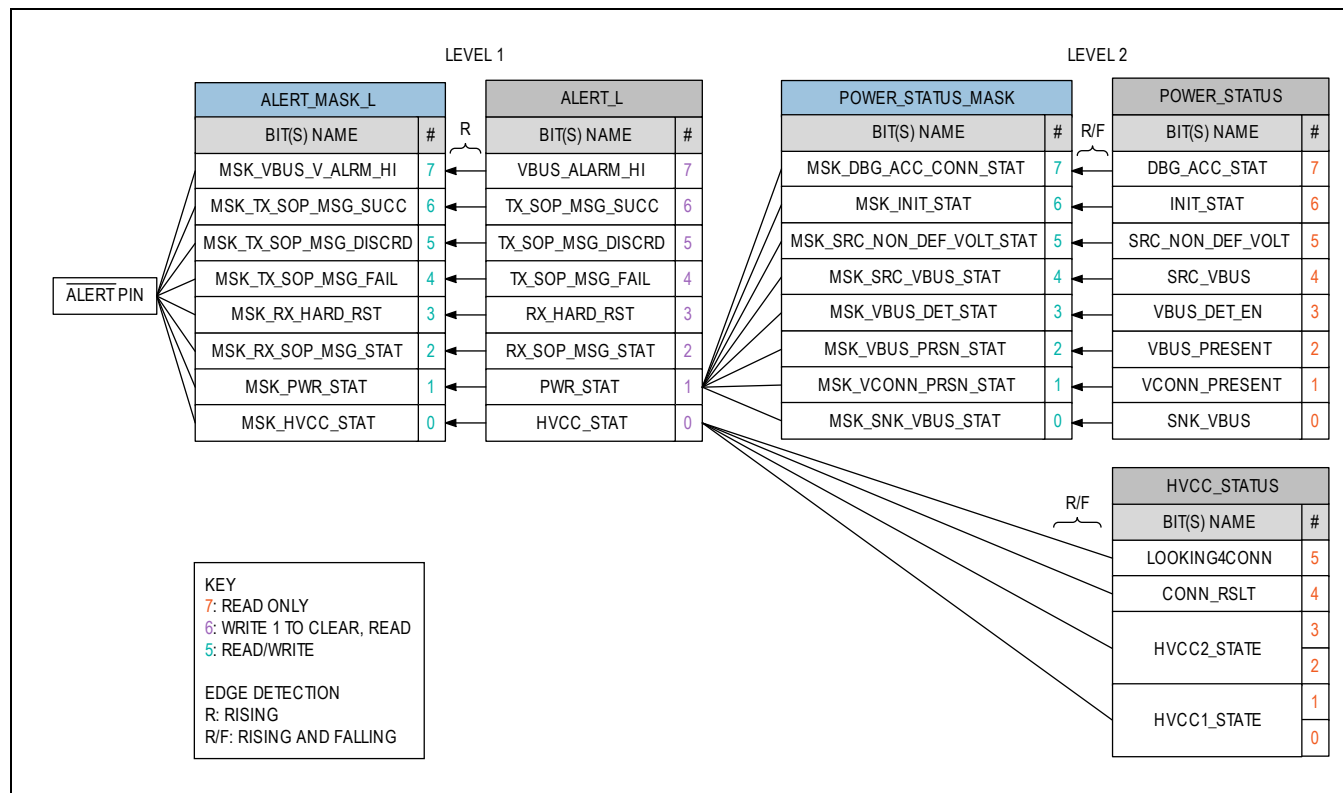 LEVEL 1 LEVEL 2
ALERT_MASK_L ALERT_L POWER_STATUS_MASK POWER_STATUS
BIT(S) NAME # R BIT(S) NAME # BIT(S) NAME # R/F BIT(S) NAME #
MSK_VBUS_V_ALRM_HI 7 VBUS_ALARM_HI 7 MSK_DBG_ACC_CONN_STAT 7 DBG_ACC_STAT 7
MSK_TX_SOP_MSG_SUCC 6 TX_SOP_MSG_SUCC 6 MSK_INIT_STAT 6 INIT_STAT 6
MSK_TX_SOP_MSG_DISCRD 5 TX_SOP_MSG_DISCRD 5 MSK_SRC_NON_DEF_VOLT_STAT 5 SRC_NON_DEF_VOLT 5
MSK_TX_SOP_MSG_FAIL 4 TX_SOP_MSG_FAIL 4 MSK_SRC_VBUS_STAT 4 SRC_VBUS 4
ALERT PIN
MSK_RX_HARD_RST 3 RX_HARD_RST 3 MSK_VBUS_DET_STAT 3 VBUS_DET_EN 3
MSK_RX_SOP_MSG_STAT 2 RX_SOP_MSG_STAT 2 MSK_VBUS_PRSN_STAT 2 VBUS_PRESENT 2
MSK_PWR_STAT 1 PWR_STAT 1 MSK_VCONN_PRSN_STAT 1 VCONN_PRESENT 1
MSK_HVCC_STAT 0 HVCC_STAT 0 MSK_SNK_VBUS_STAT 0 SNK_VBUS 0
HVCC_STATUS
R/F BIT(S) NAME #
LOOKING4CONN 5
CONN_RSLT 4
HVCC2_STATE 3
2
HVCC1_STATE 1
0
KEY
7: READ ONLY
6: WRITE 1 TO CLEAR, READ
5: READ/WRITE
EDGE DETECTION
R: RISING
R/F: RISING AND FALLING